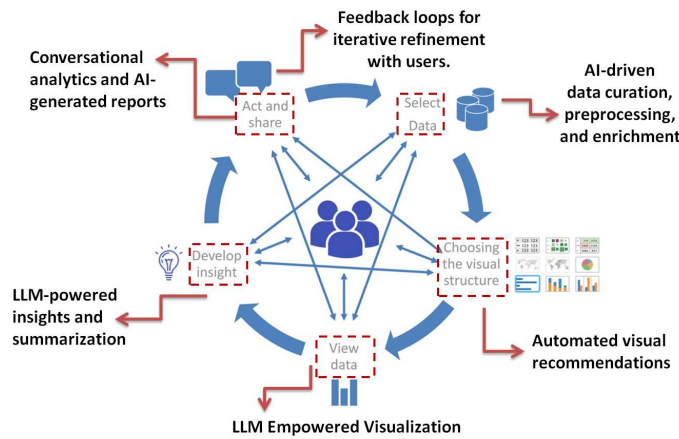 Feedback loops for
iterative refinement
with users.
Conversational
analytics and AI-
generated reports
Act and
share
Select
Data
AI-driven
data curation,
preprocessing,
and enrichment
Develop
insight
Choosing
the visual
structure
LLM-powered
insights and
summarization
View
data
Automated visual
recommendations
LLM Empowered Visualization